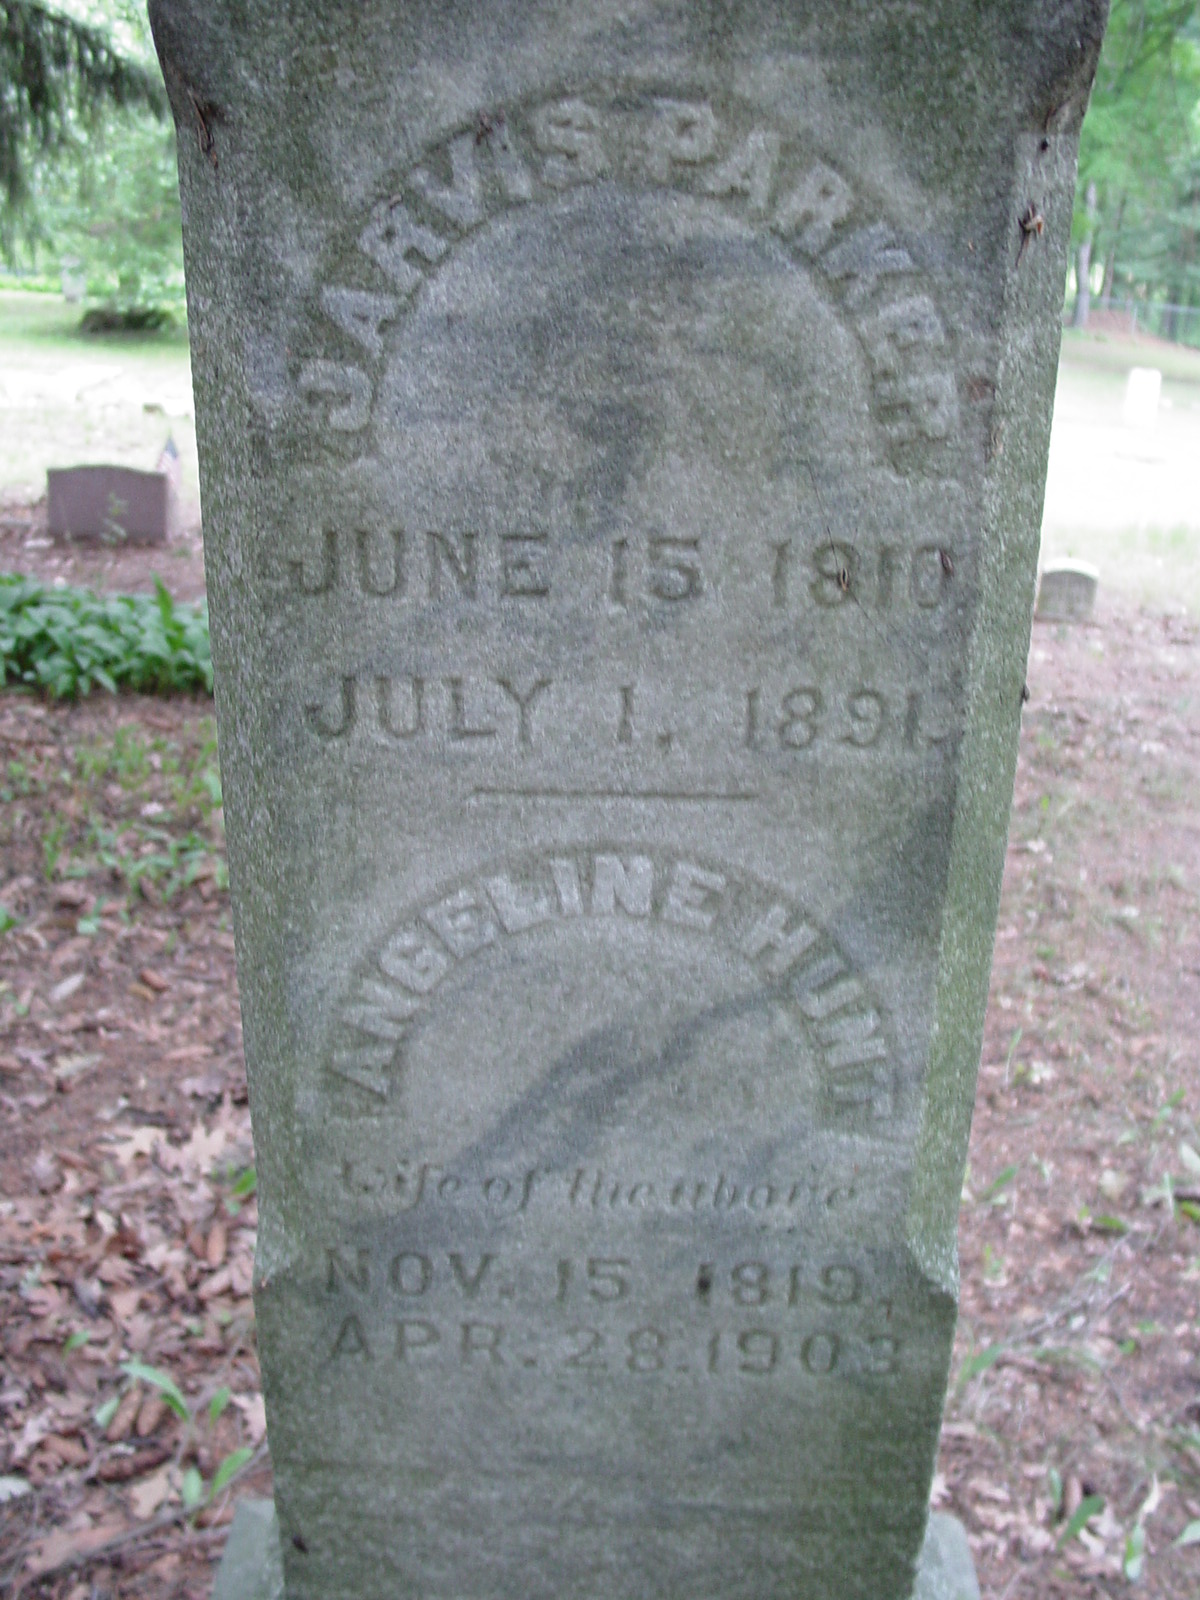 JARVIS PARKER
JUNE 15 1810
JULY 1, 1891.
ANGELINE HUNT
Wife of the above
NOV. 15 1819,
APR. 28. 1903